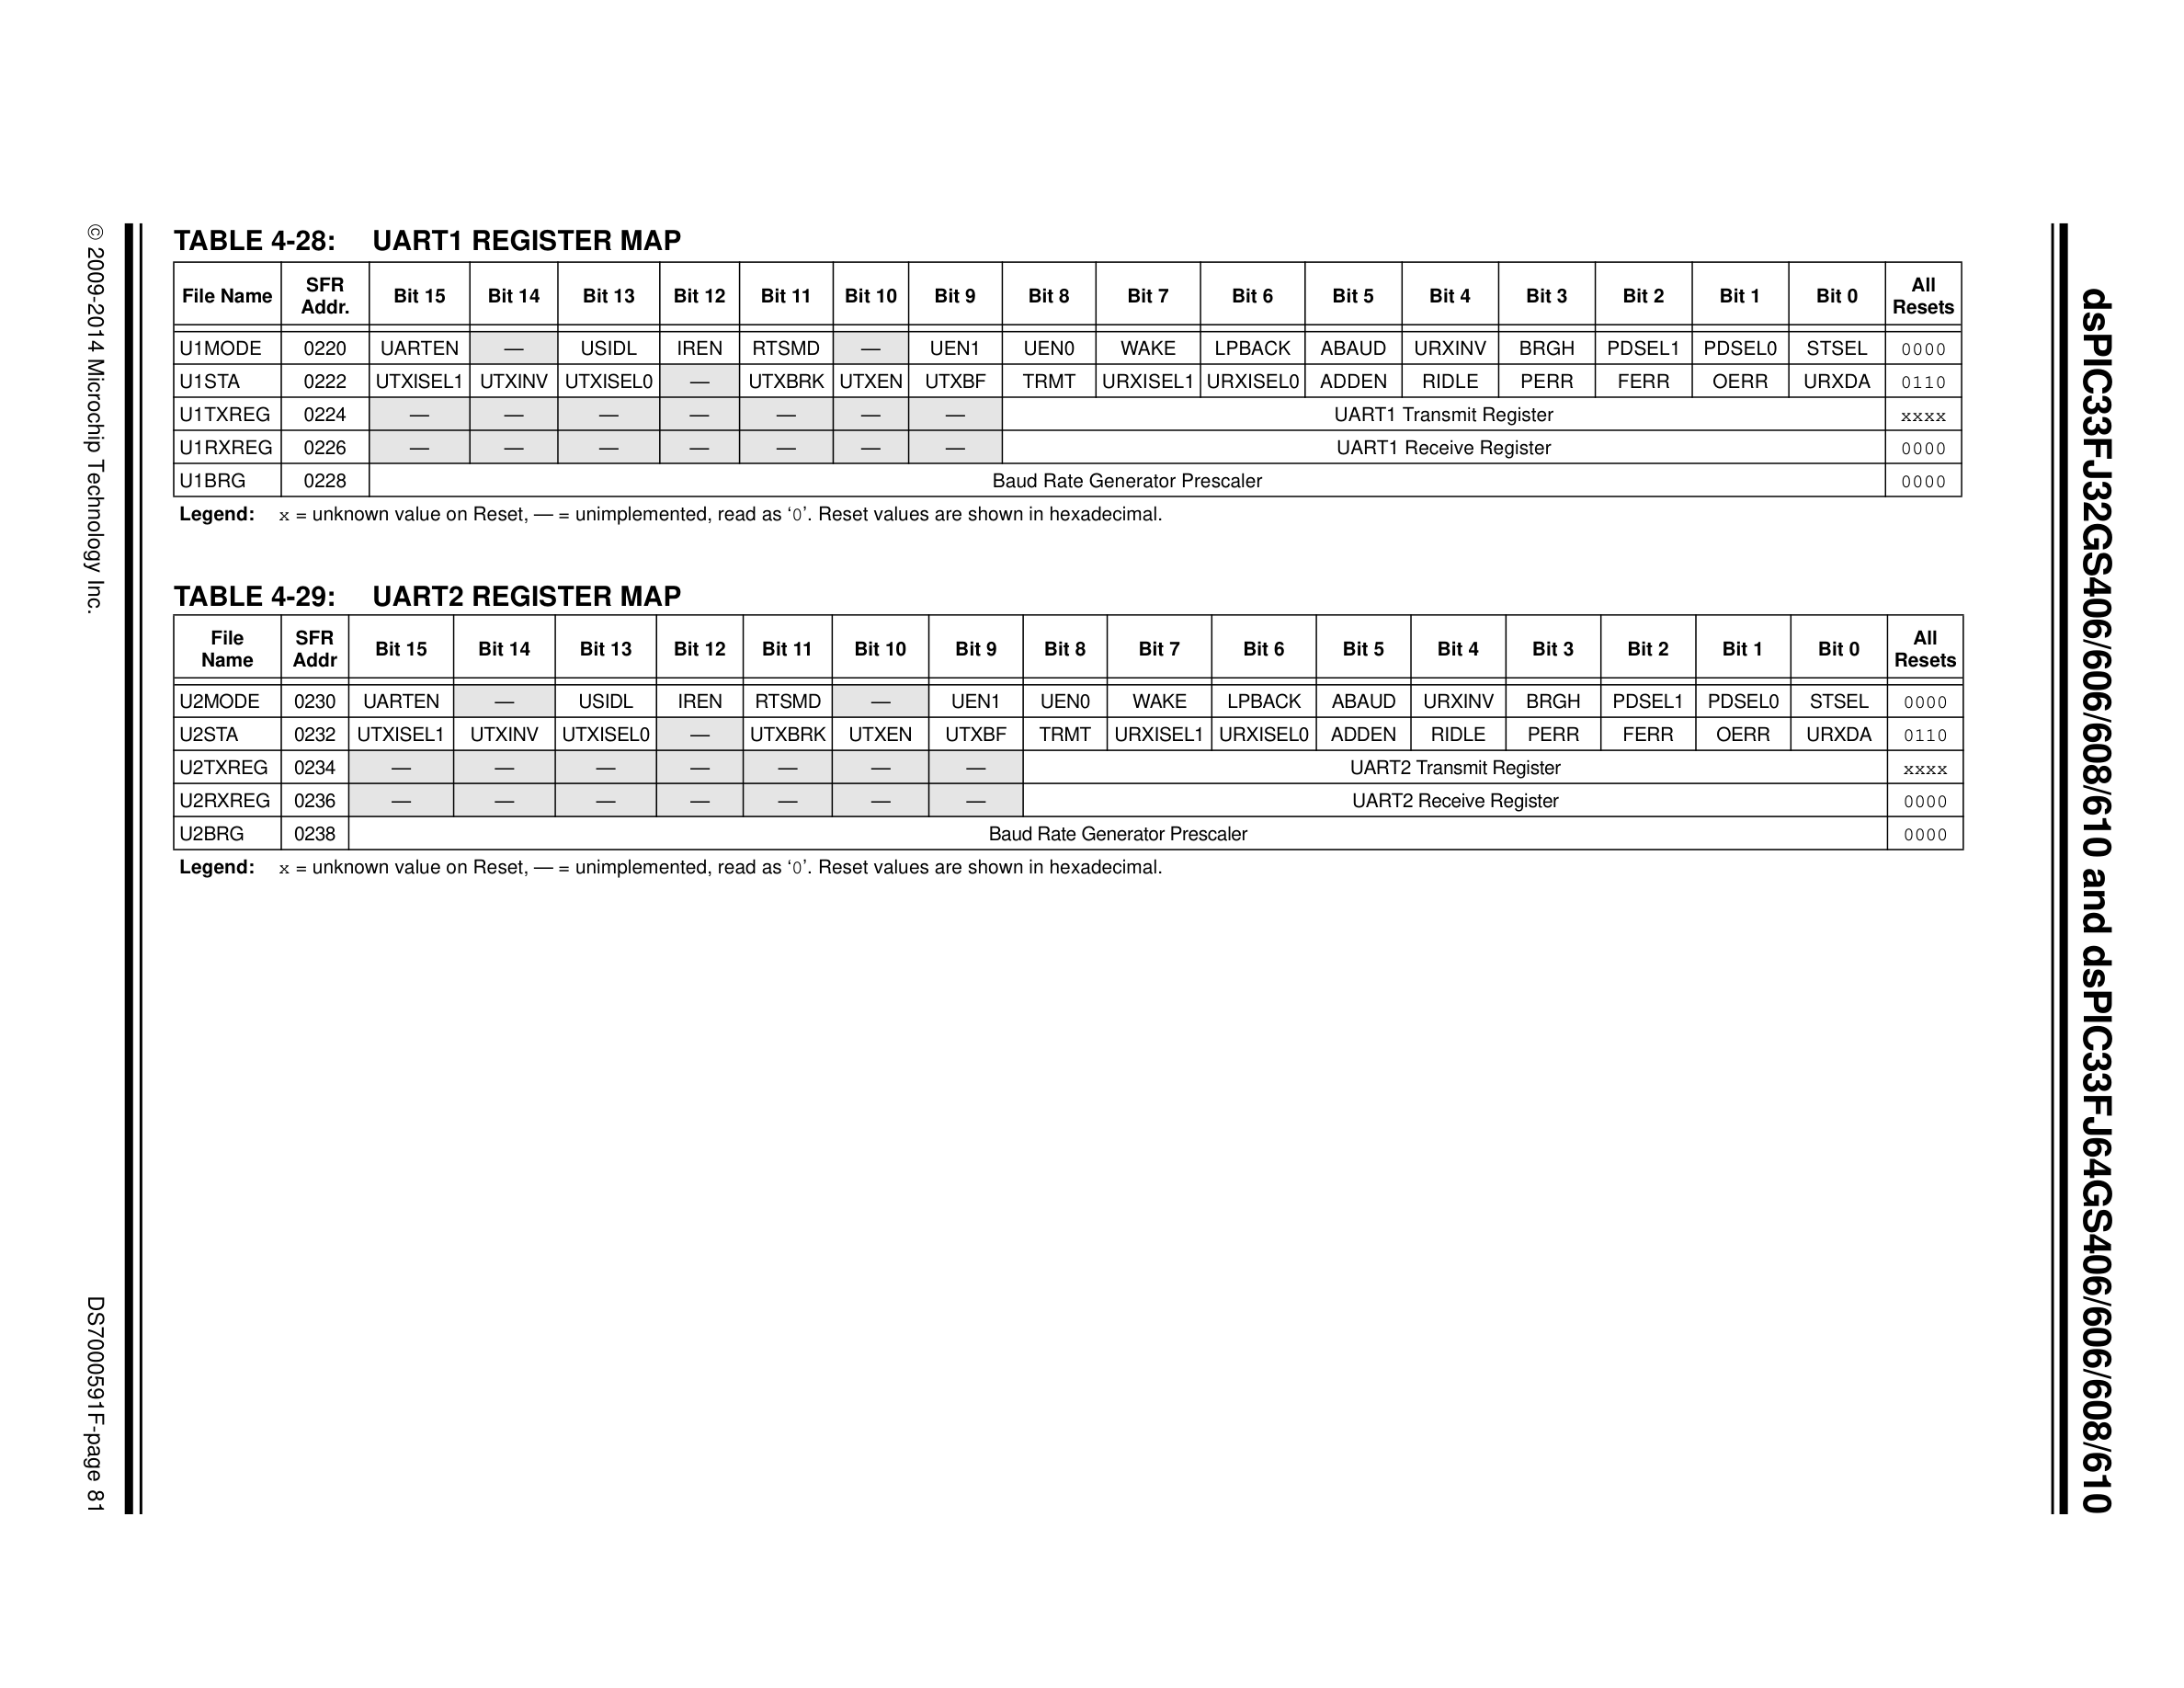 TABLE 4-28: UART1 REGISTER MAP
File Name SFR Addr. Bit 15 Bit 14 Bit 13 Bit 12 Bit 11 Bit 10 Bit 9 Bit 8 Bit 7 Bit 6 Bit 5 Bit 4 Bit 3 Bit 2 Bit 1 Bit 0 All Resets
U1MODE 0220 UARTEN — USIDL IREN RTSMD — UEN1 UEN0 WAKE LPBACK ABAUD URXINV BRGH PDSEL1 PDSEL0 STSEL 0000
U1STA 0222 UTXISEL1 UTXINV UTXISEL0 — UTXBRK UTXEN UTXBF TRMT URXISEL1 URXISEL0 ADDEN RIDLE PERR FERR OERR URXDA 0110
U1TXREG 0224 — — — — — — — UART1 Transmit Register xxxx
U1RXREG 0226 — — — — — — — UART1 Receive Register 0000
U1BRG 0228 Baud Rate Generator Prescaler 0000
Legend: x = unknown value on Reset, — = unimplemented, read as ‘0’. Reset values are shown in hexadecimal.
TABLE 4-29: UART2 REGISTER MAP
File Name SFR Addr Bit 15 Bit 14 Bit 13 Bit 12 Bit 11 Bit 10 Bit 9 Bit 8 Bit 7 Bit 6 Bit 5 Bit 4 Bit 3 Bit 2 Bit 1 Bit 0 All Resets
U2MODE 0230 UARTEN — USIDL IREN RTSMD — UEN1 UEN0 WAKE LPBACK ABAUD URXINV BRGH PDSEL1 PDSEL0 STSEL 0000
U2STA 0232 UTXISEL1 UTXINV UTXISEL0 — UTXBRK UTXEN UTXBF TRMT URXISEL1 URXISEL0 ADDEN RIDLE PERR FERR OERR URXDA 0110
U2TXREG 0234 — — — — — — — UART2 Transmit Register xxxx
U2RXREG 0236 — — — — — — — UART2 Receive Register 0000
U2BRG 0238 Baud Rate Generator Prescaler 0000
Legend: x = unknown value on Reset, — = unimplemented, read as ‘0’. Reset values are shown in hexadecimal.
© 2009-2014 Microchip Technology Inc.
DS7000591F-page 81
dsPIC33FJ32GS406/606/608/610 and dsPIC33FJ64GS406/606/608/610